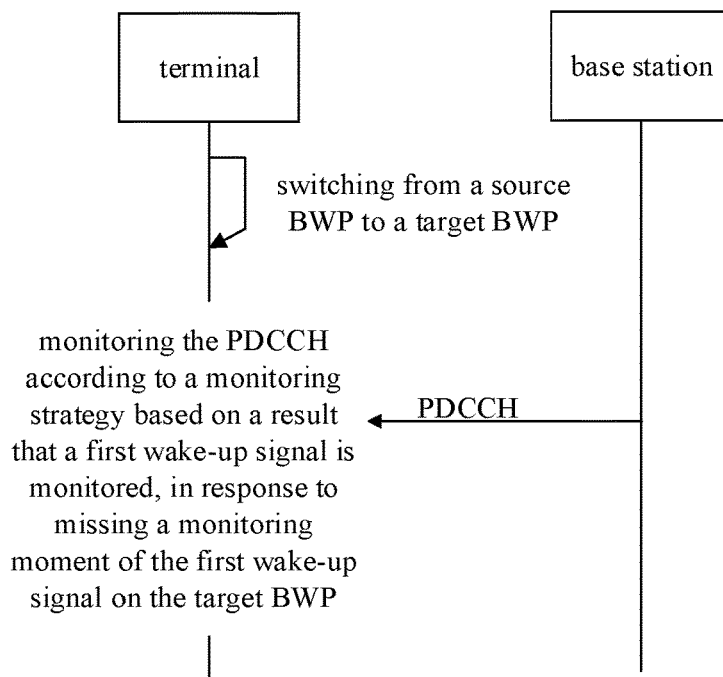 terminal
base station
switching from a source
BWP to a target BWP
monitoring the PDCCH
according to a monitoring
strategy based on a result
that a first wake-up signal is
monitored, in response to
missing a monitoring
moment of the first wake-up
signal on the target BWP
PDCCH